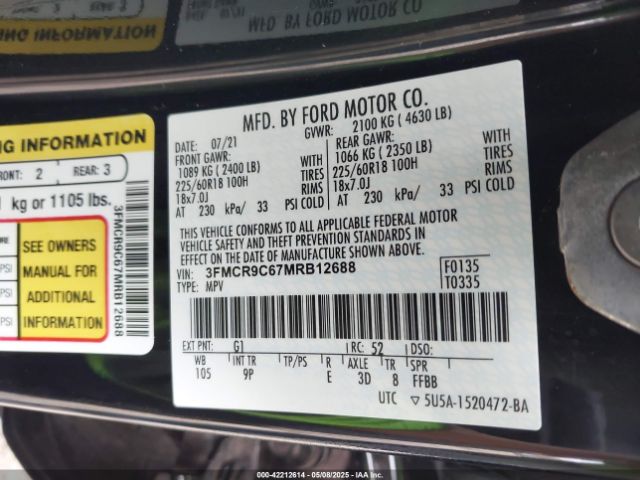 NG INFORMATION
FRONT: 2 REAR: 3
kg or 1105 lbs.
SEE OWNERS
MANUAL FOR
ADDITIONAL
INFORMATION
PSI
PSI
PSI
3FMCR9C67MRB12688
MFD. BY FORD MOTOR CO.
DATE: 07/21 GVWR: 2100 KG ( 4630 LB)
FRONT GAWR: REAR GAWR:
1089 KG ( 2400 LB) WITH 1066 KG ( 2350 LB) WITH
225/60R18 100H TIRES 225/60R18 100H TIRES
18x7.0J RIMS 18x7.0J RIMS
AT 230 kPa/ 33 PSI COLD AT 230 kPa/ 33 PSI COLD
THIS VEHICLE CONFORMS TO ALL APPLICABLE FEDERAL MOTOR
VEHICLE SAFETY AND THEFT PREVENTION STANDARDS IN
EFFECT ON THE DATE OF MANUFACTURE SHOWN ABOVE.
VIN: 3FMCR9C67MRB12688 F0135
TYPE: MPV T0335
EXT PNT: G1 RC: 52 DSO:
WB INT TR TP/PS R AXLE TR SPR
105 9P E 3D 8 FFBB
UTC ▽ 5U5A-1520472-BA
000-42212614 - 05/08/2025 - IAAI.com